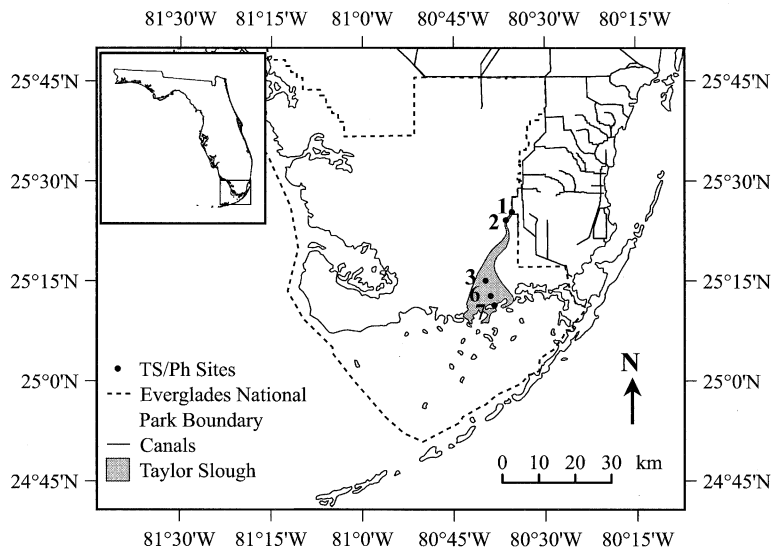 81°30'W 81°15'W 81°0'W 80°45'W 80°30'W 80°15'W
25°45'N 25°45'N
25°30'N 25°30'N
1
2
25°15'N 25°15'N
3
6
7
TS/Ph Sites
Everglades National
Park Boundary
Canals
Taylor Slough
N
25°0'N 25°0'N
0 10 20 30 km
24°45'N 24°45'N
81°30'W 81°15'W 81°0'W 80°45'W 80°30'W 80°15'W